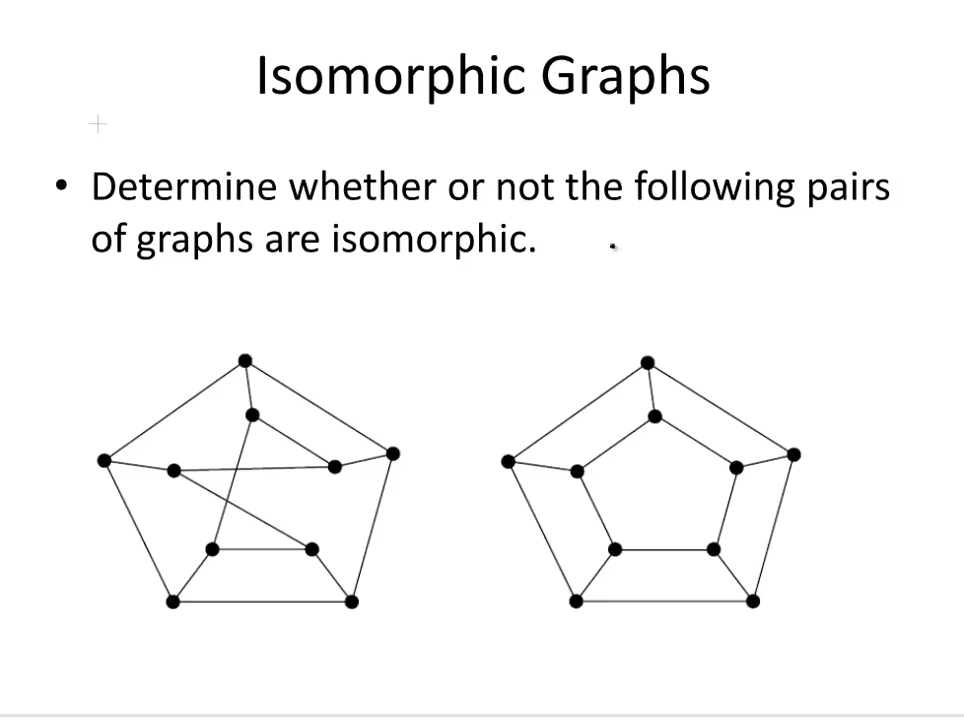 Isomorphic Graphs
• Determine whether or not the following pairs
of graphs are isomorphic.